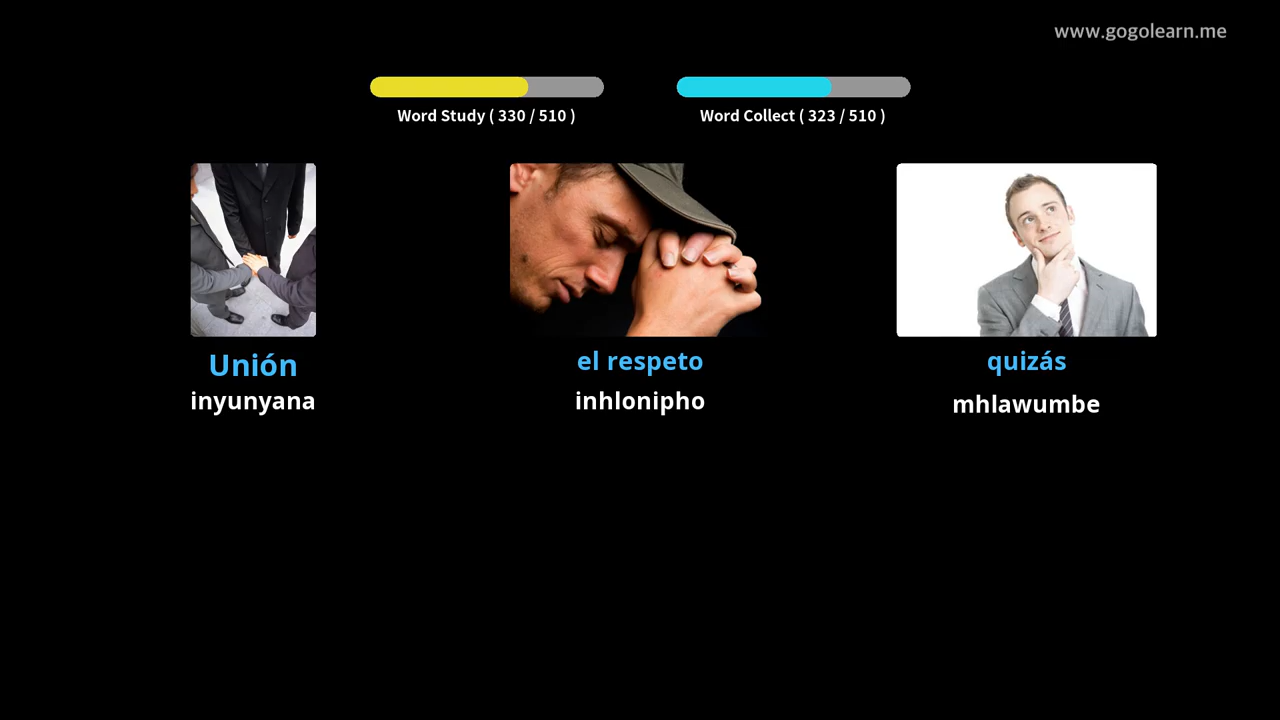 www.gogolearn.me
Word Study ( 330 / 510 )
Word Collect ( 323 / 510 )
Unión
inyunyana
el respeto
inhlonipho
quizás
mhlawumbe